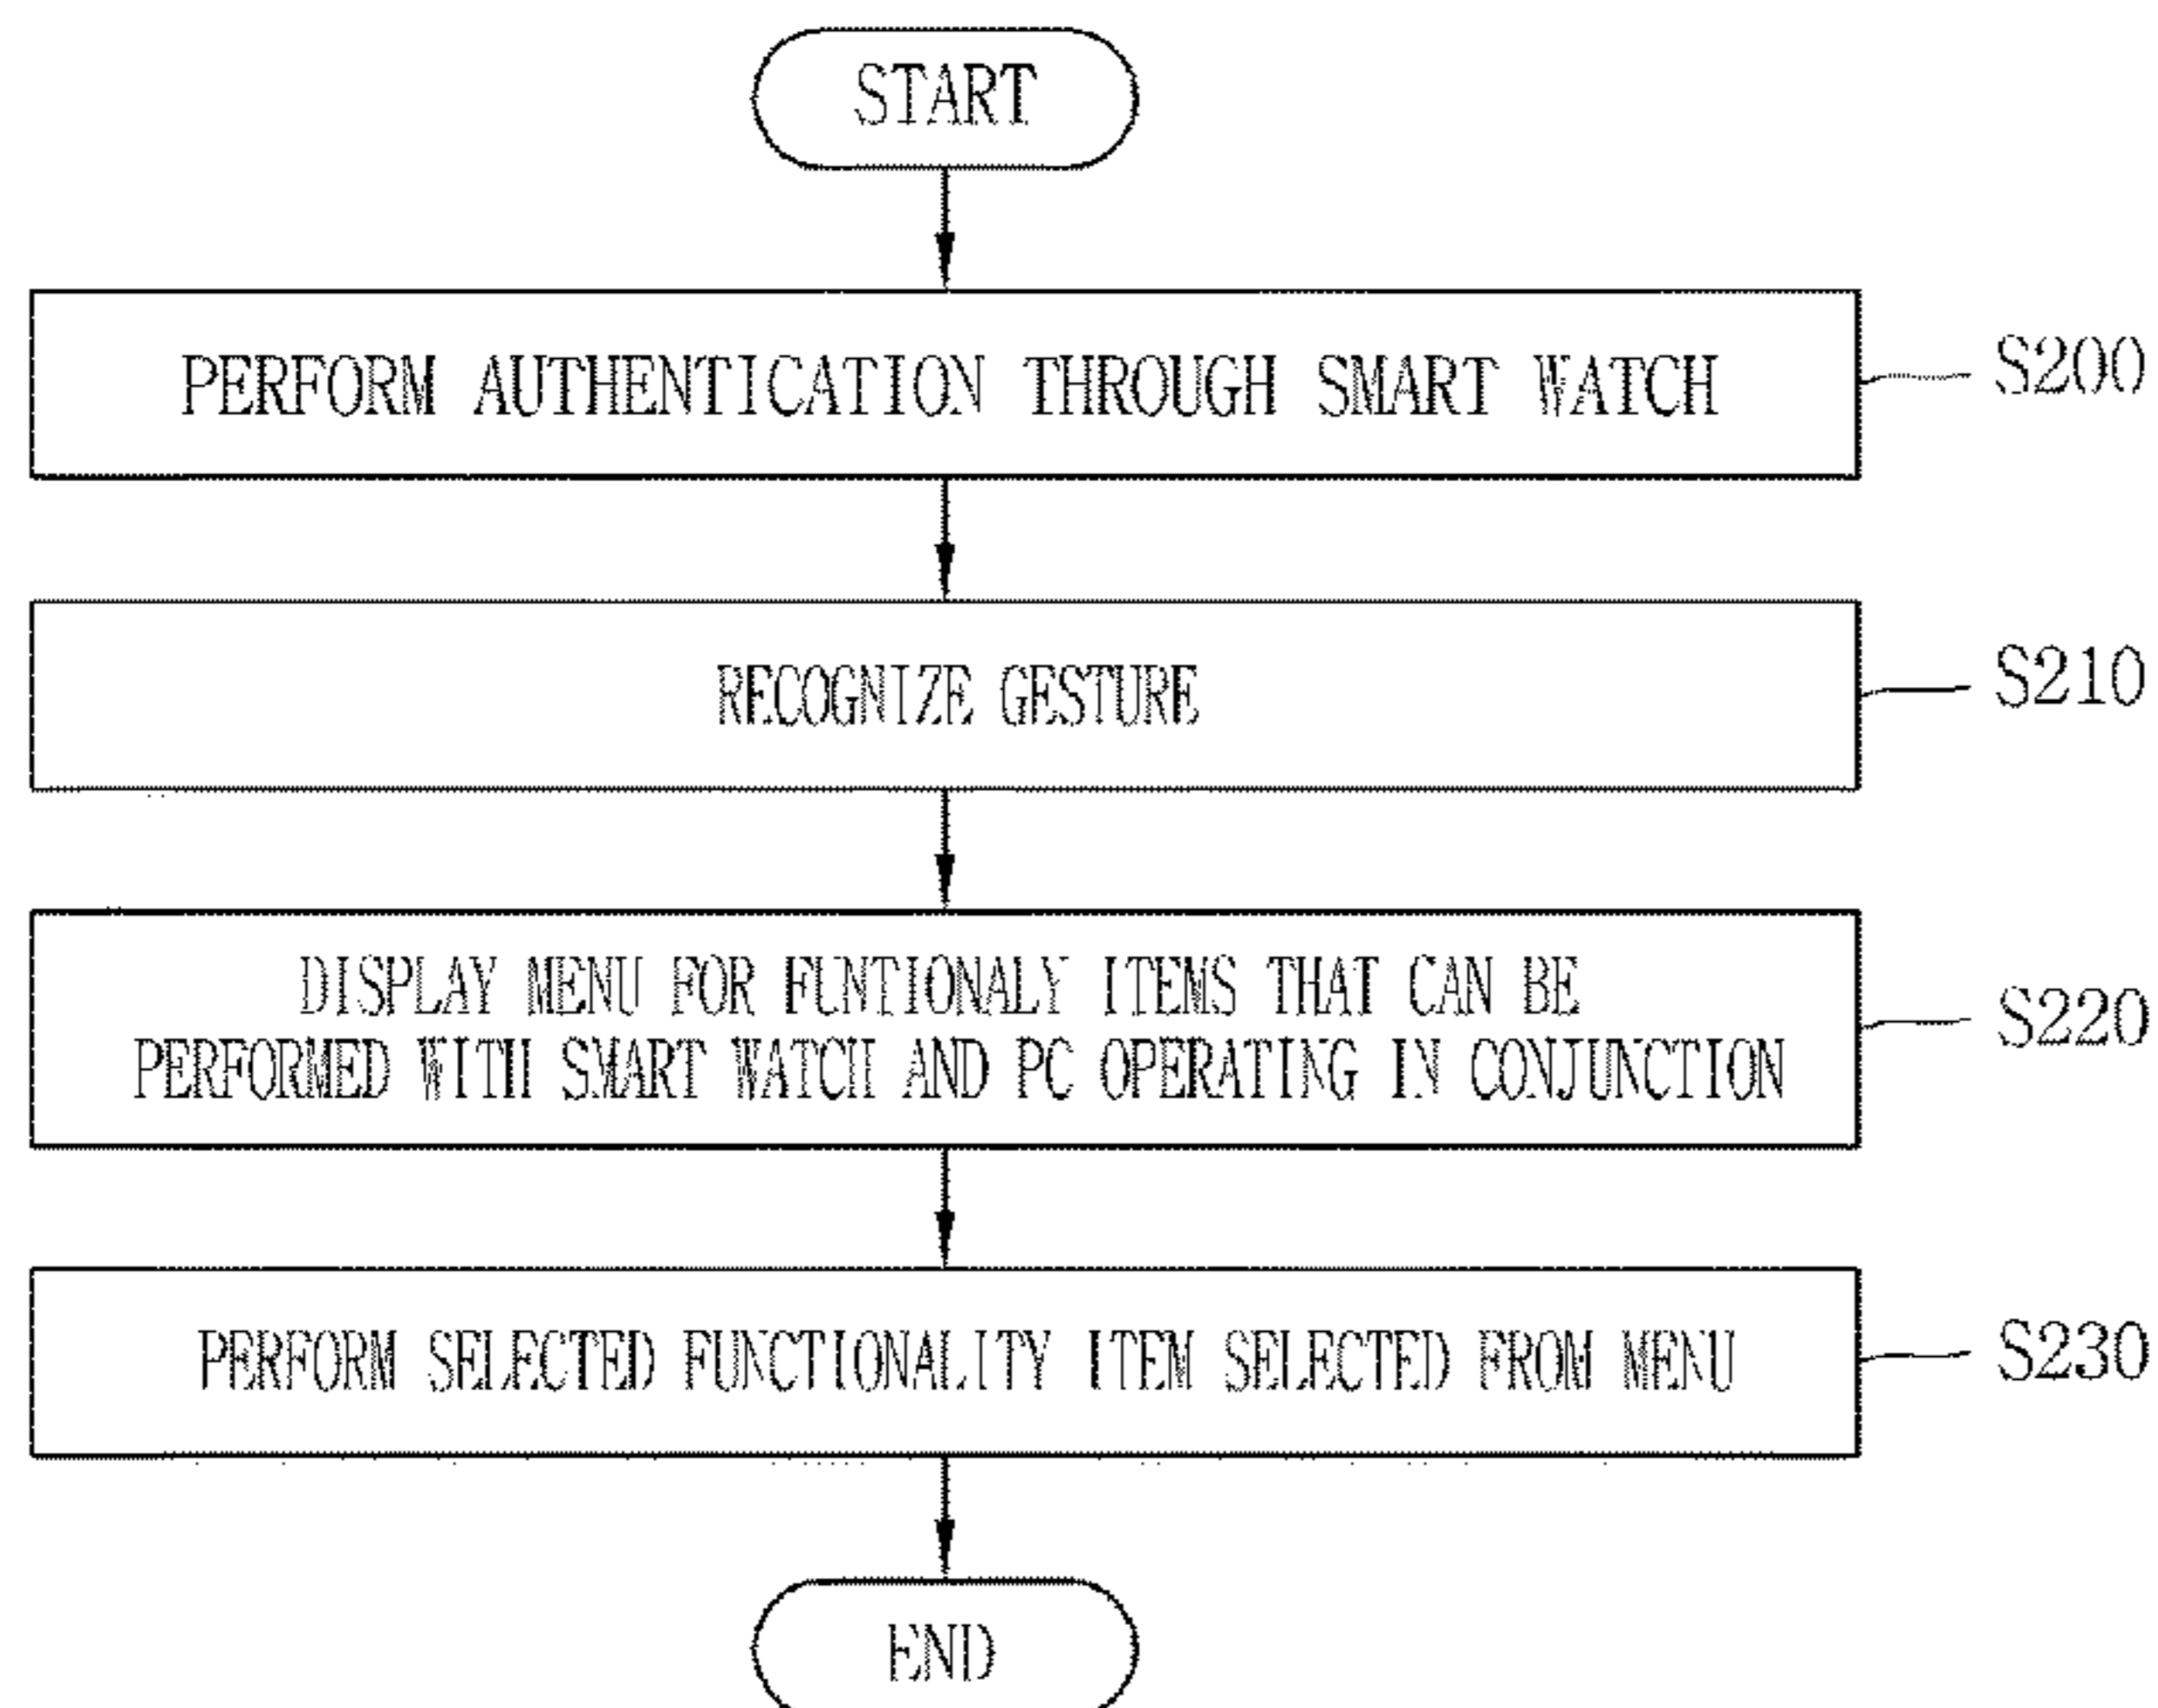 START
PERFORM AUTHENTICATION THROUGH SMART WATCH
S200
RECOGNIZE GESTURE
S210
DISPLAY MENU FOR FUNTIONALY ITEMS THAT CAN BE
PERFORMED WITH SMART WATCH AND PC OPERATING IN CONJUNCTION
S220
PERFORM SELECTED FUNCTIONALITY ITEM SELECTED FROM MENU
S230
END